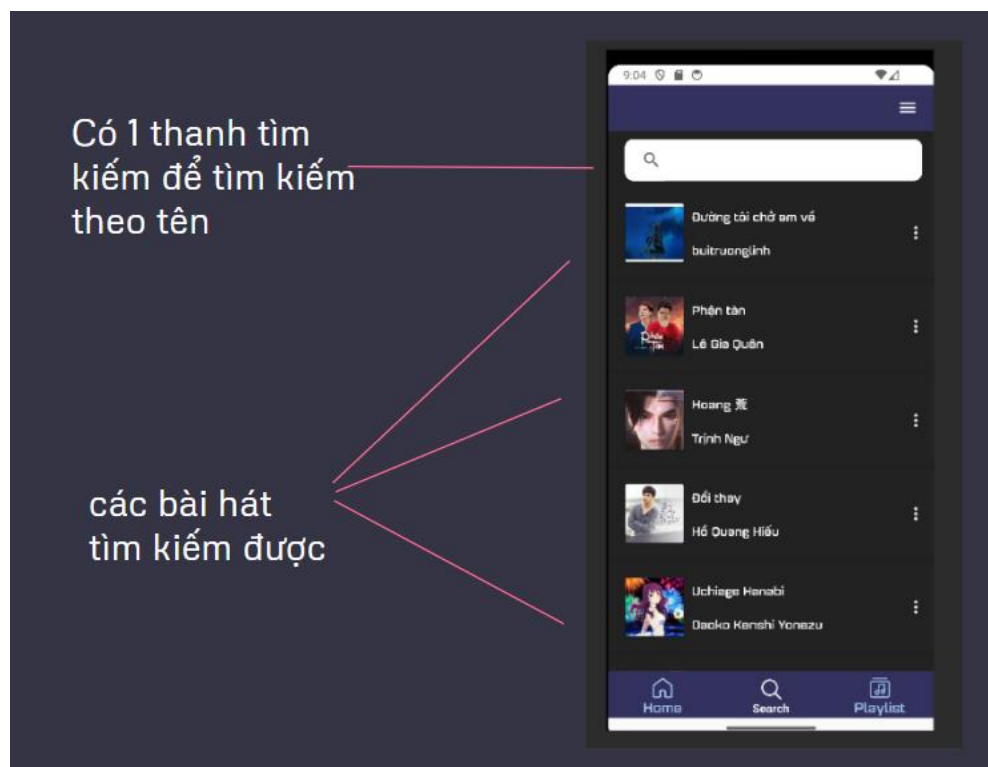 Có 1 thanh tìm
kiếm để tìm kiếm
theo tên
các bài hát
tìm kiếm được
9:04
Đường tôi chở em về
buitruonglinh
Phận tàn
Lê Gia Quân
Hoang 荒
Trịnh Ngư
Đổi thay
Hồ Quang Hiếu
Uchiage Hanabi
Daoko Kenshi Yonezu
Home
Search
Playlist